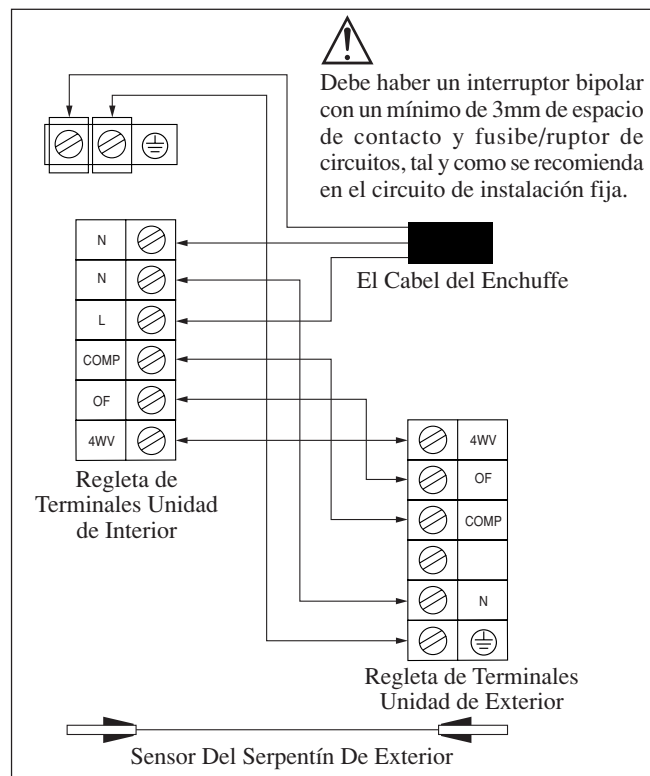 Debe haber un interruptor bipolar
con un mínimo de 3mm de espacio
de contacto y fusibe/ruptor de
circuitos, tal y como se recomienda
en el circuito de instalación fija.
El Cabel del Enchuffe
N
N
L
COMP
OF
4WV
Regleta de
Terminales Unidad
de Interior
4WV
OF
COMP
N
Regleta de Terminales
Unidad de Exterior
Sensor Del Serpentín De Exterior